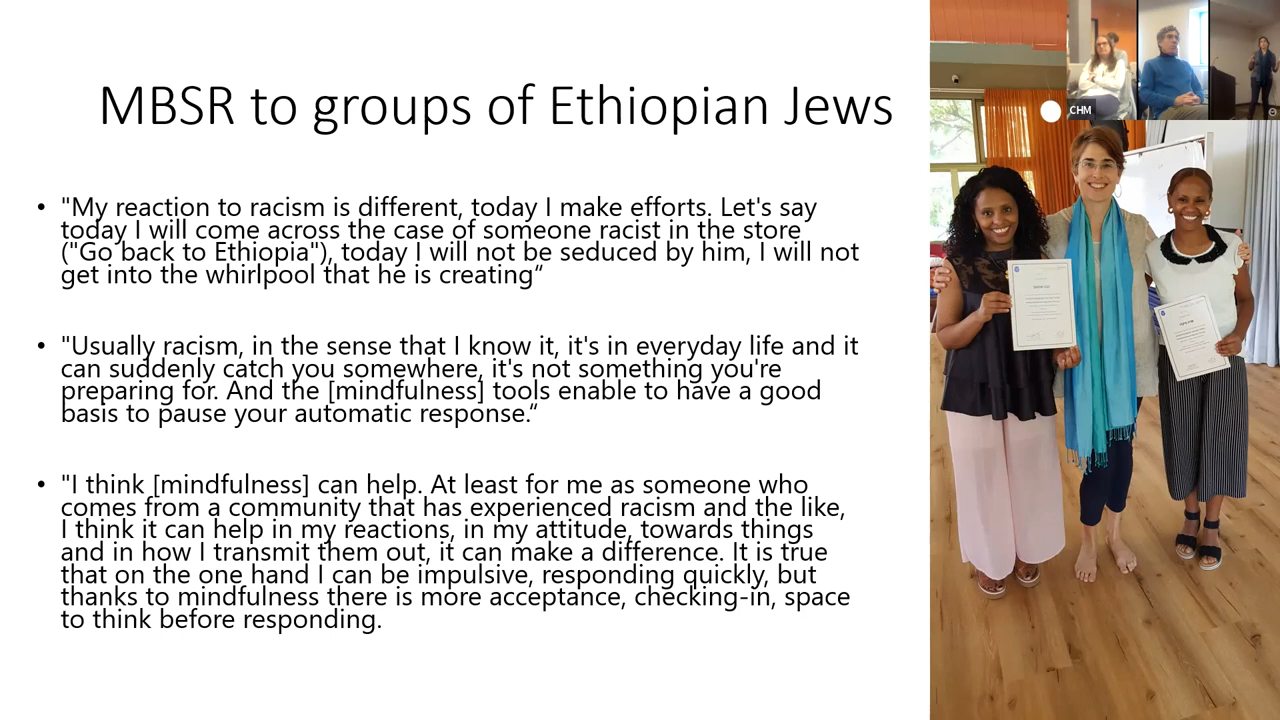 MBSR to groups of Ethiopian Jews
CHM
• "My reaction to racism is different, today I make efforts. Let's say
today I will come across the case of someone racist in the store
("Go back to Ethiopia"), today I will not be seduced by him, I will not
get into the whirlpool that he is creating“
• "Usually racism, in the sense that I know it, it's in everyday life and it
can suddenly catch you somewhere, it's not something you're
preparing for. And the [mindfulness] tools enable to have a good
basis to pause your automatic response.“
• "I think [mindfulness] can help. At least for me as someone who
comes from a community that has experienced racism and the like,
I think it can help in my reactions, in my attitude, towards things
and in how I transmit them out, it can make a difference. It is true
that on the one hand I can be impulsive, responding quickly, but
thanks to mindfulness there is more acceptance, checking-in, space
to think before responding.